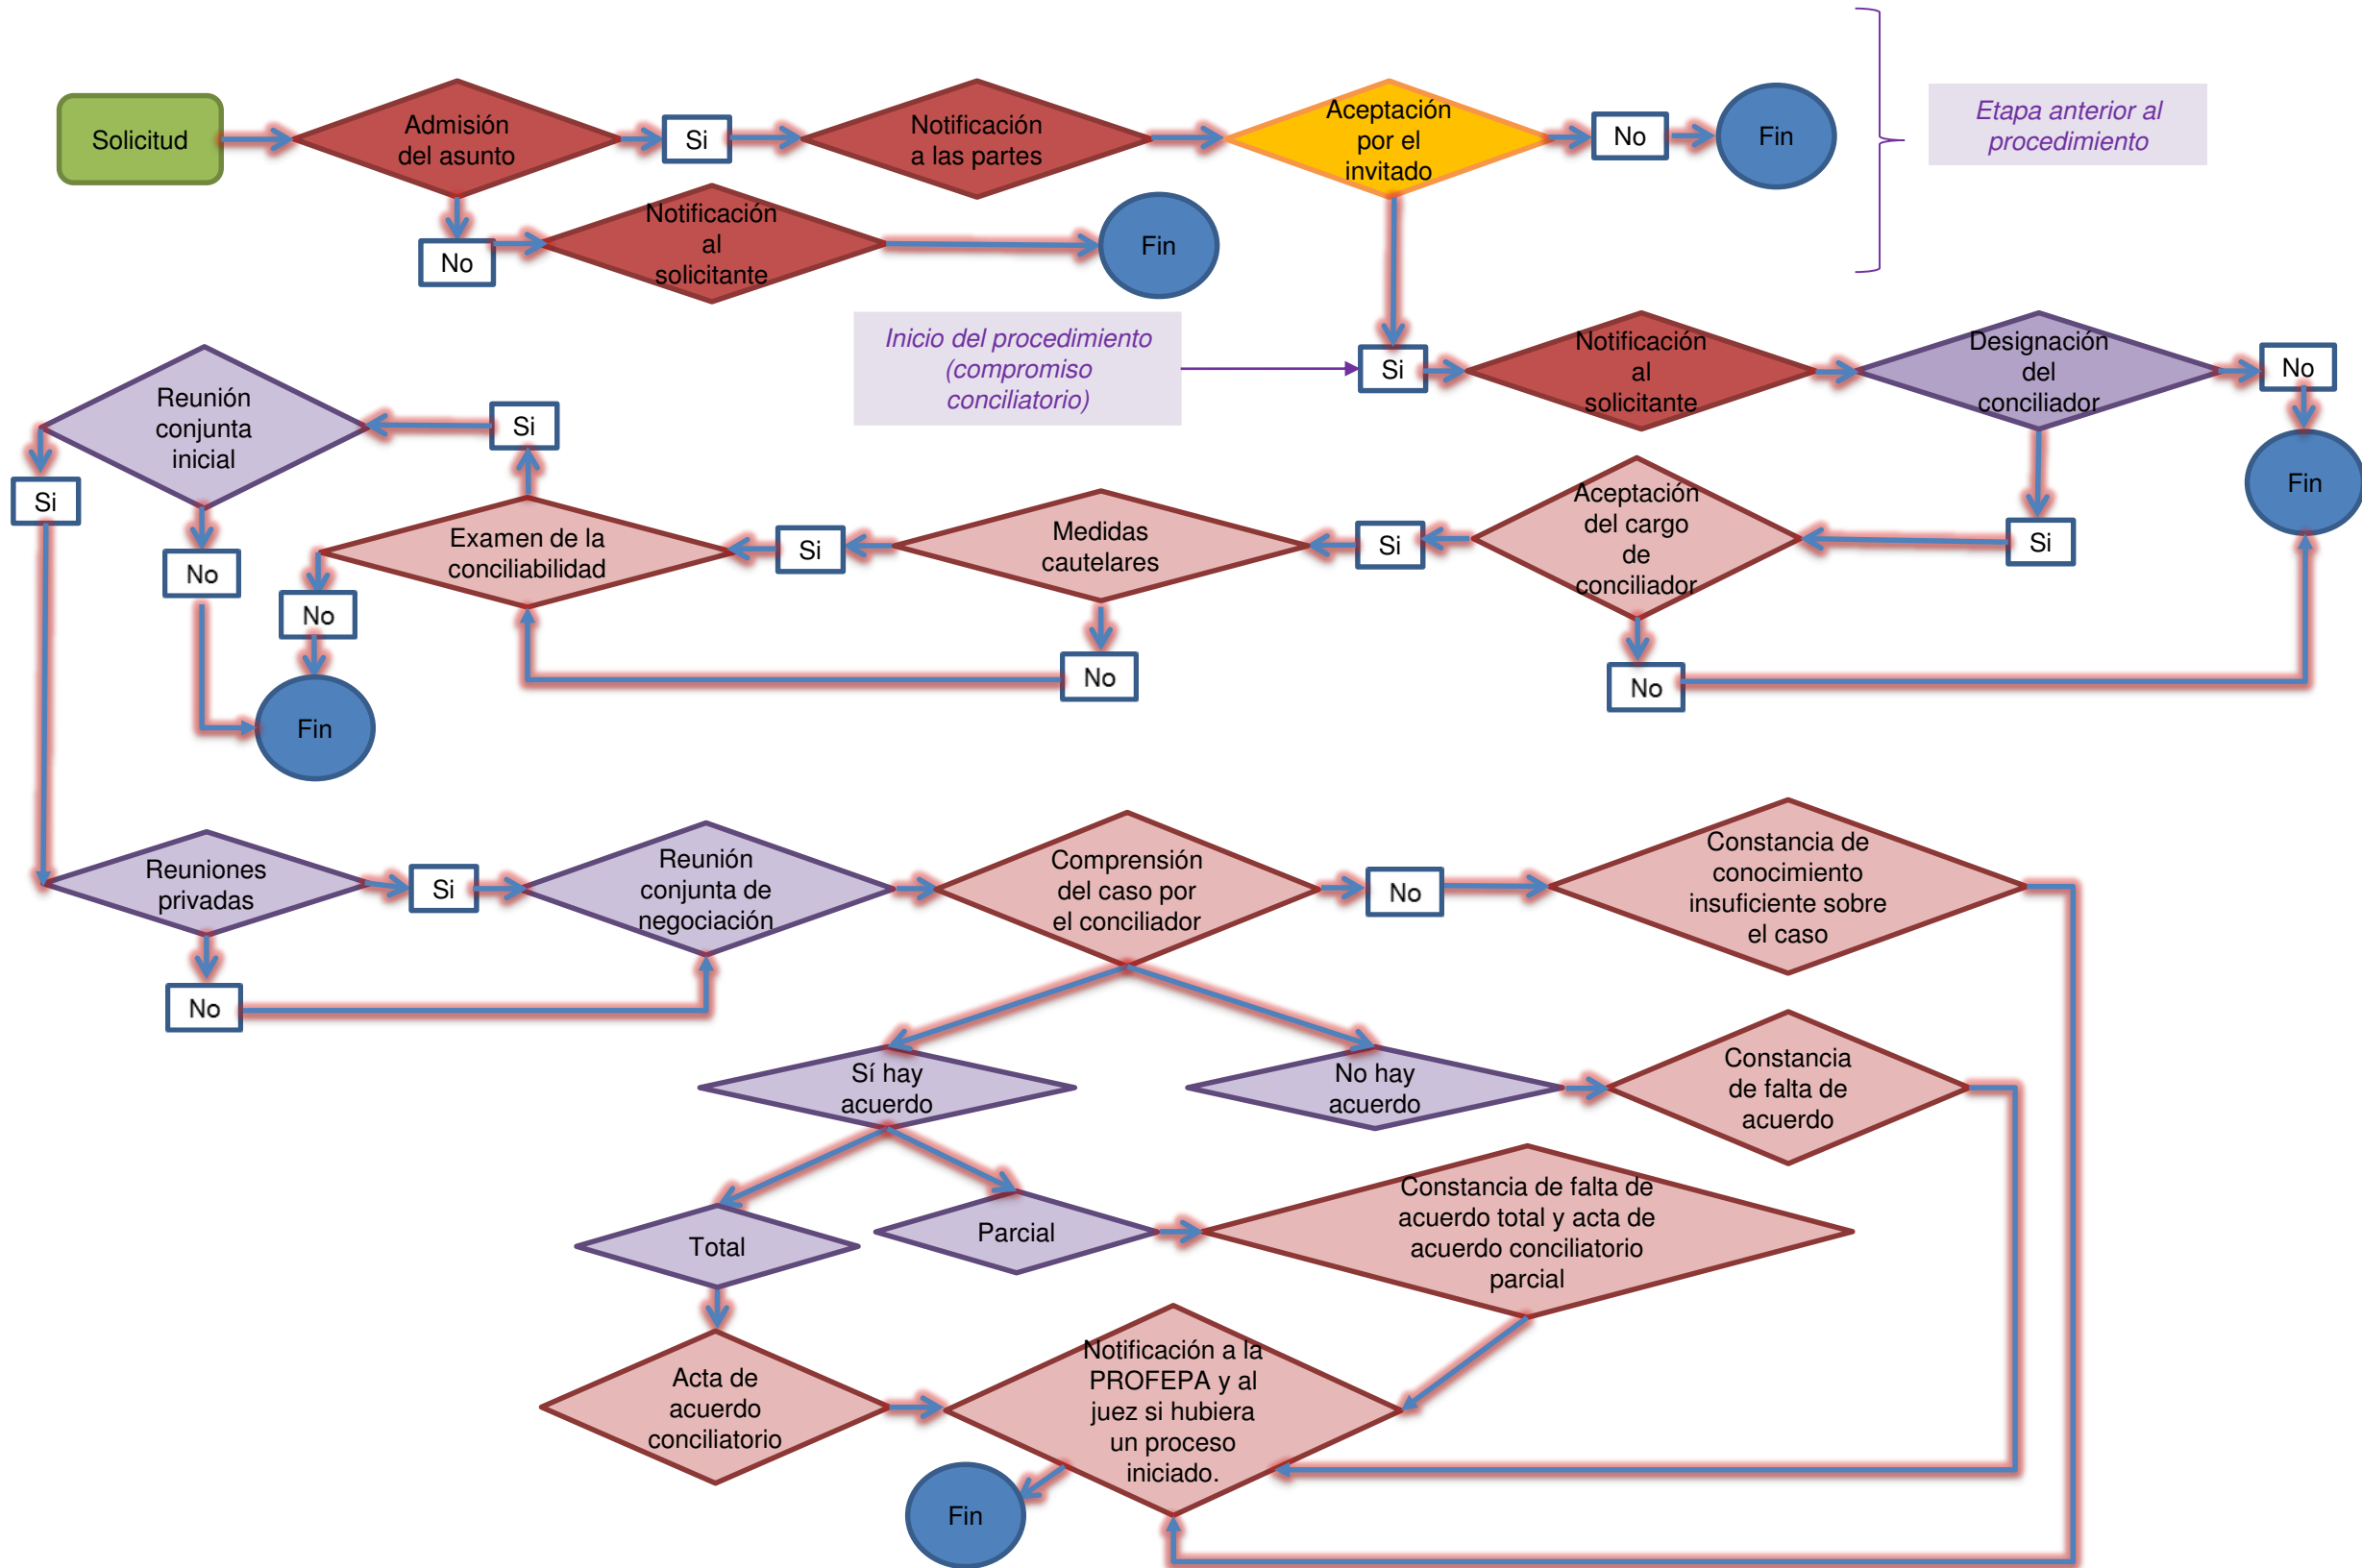 Solicitud
Admisión
del asunto
Si
Notificación
a las partes
Aceptación
por el
invitado
No
Fin
Etapa anterior al
procedimiento
No
Notificación
al
solicitante
Fin
Inicio del procedimiento
(compromiso
conciliatorio)
Si
Notificación
al
solicitante
Designación
del
conciliador
No
Fin
Reunión
conjunta
inicial
Si
Si
No
Examen de la
conciliabilidad
No
Fin
Si
Medidas
cautelares
No
Si
Aceptación
del cargo
de
conciliador
No
Si
Reuniones
privadas
Si
No
Reunión
conjunta de
negociación
Comprensión
del caso por
el conciliador
No
Constancia de
conocimiento
insuficiente sobre
el caso
Sí hay
acuerdo
No hay
acuerdo
Constancia
de falta de
acuerdo
Total
Parcial
Constancia de falta de
acuerdo total y acta de
acuerdo conciliatorio
parcial
Acta de
acuerdo
conciliatorio
Notificación a la
PROFEPA y al
juez si hubiera
un proceso
iniciado.
Fin